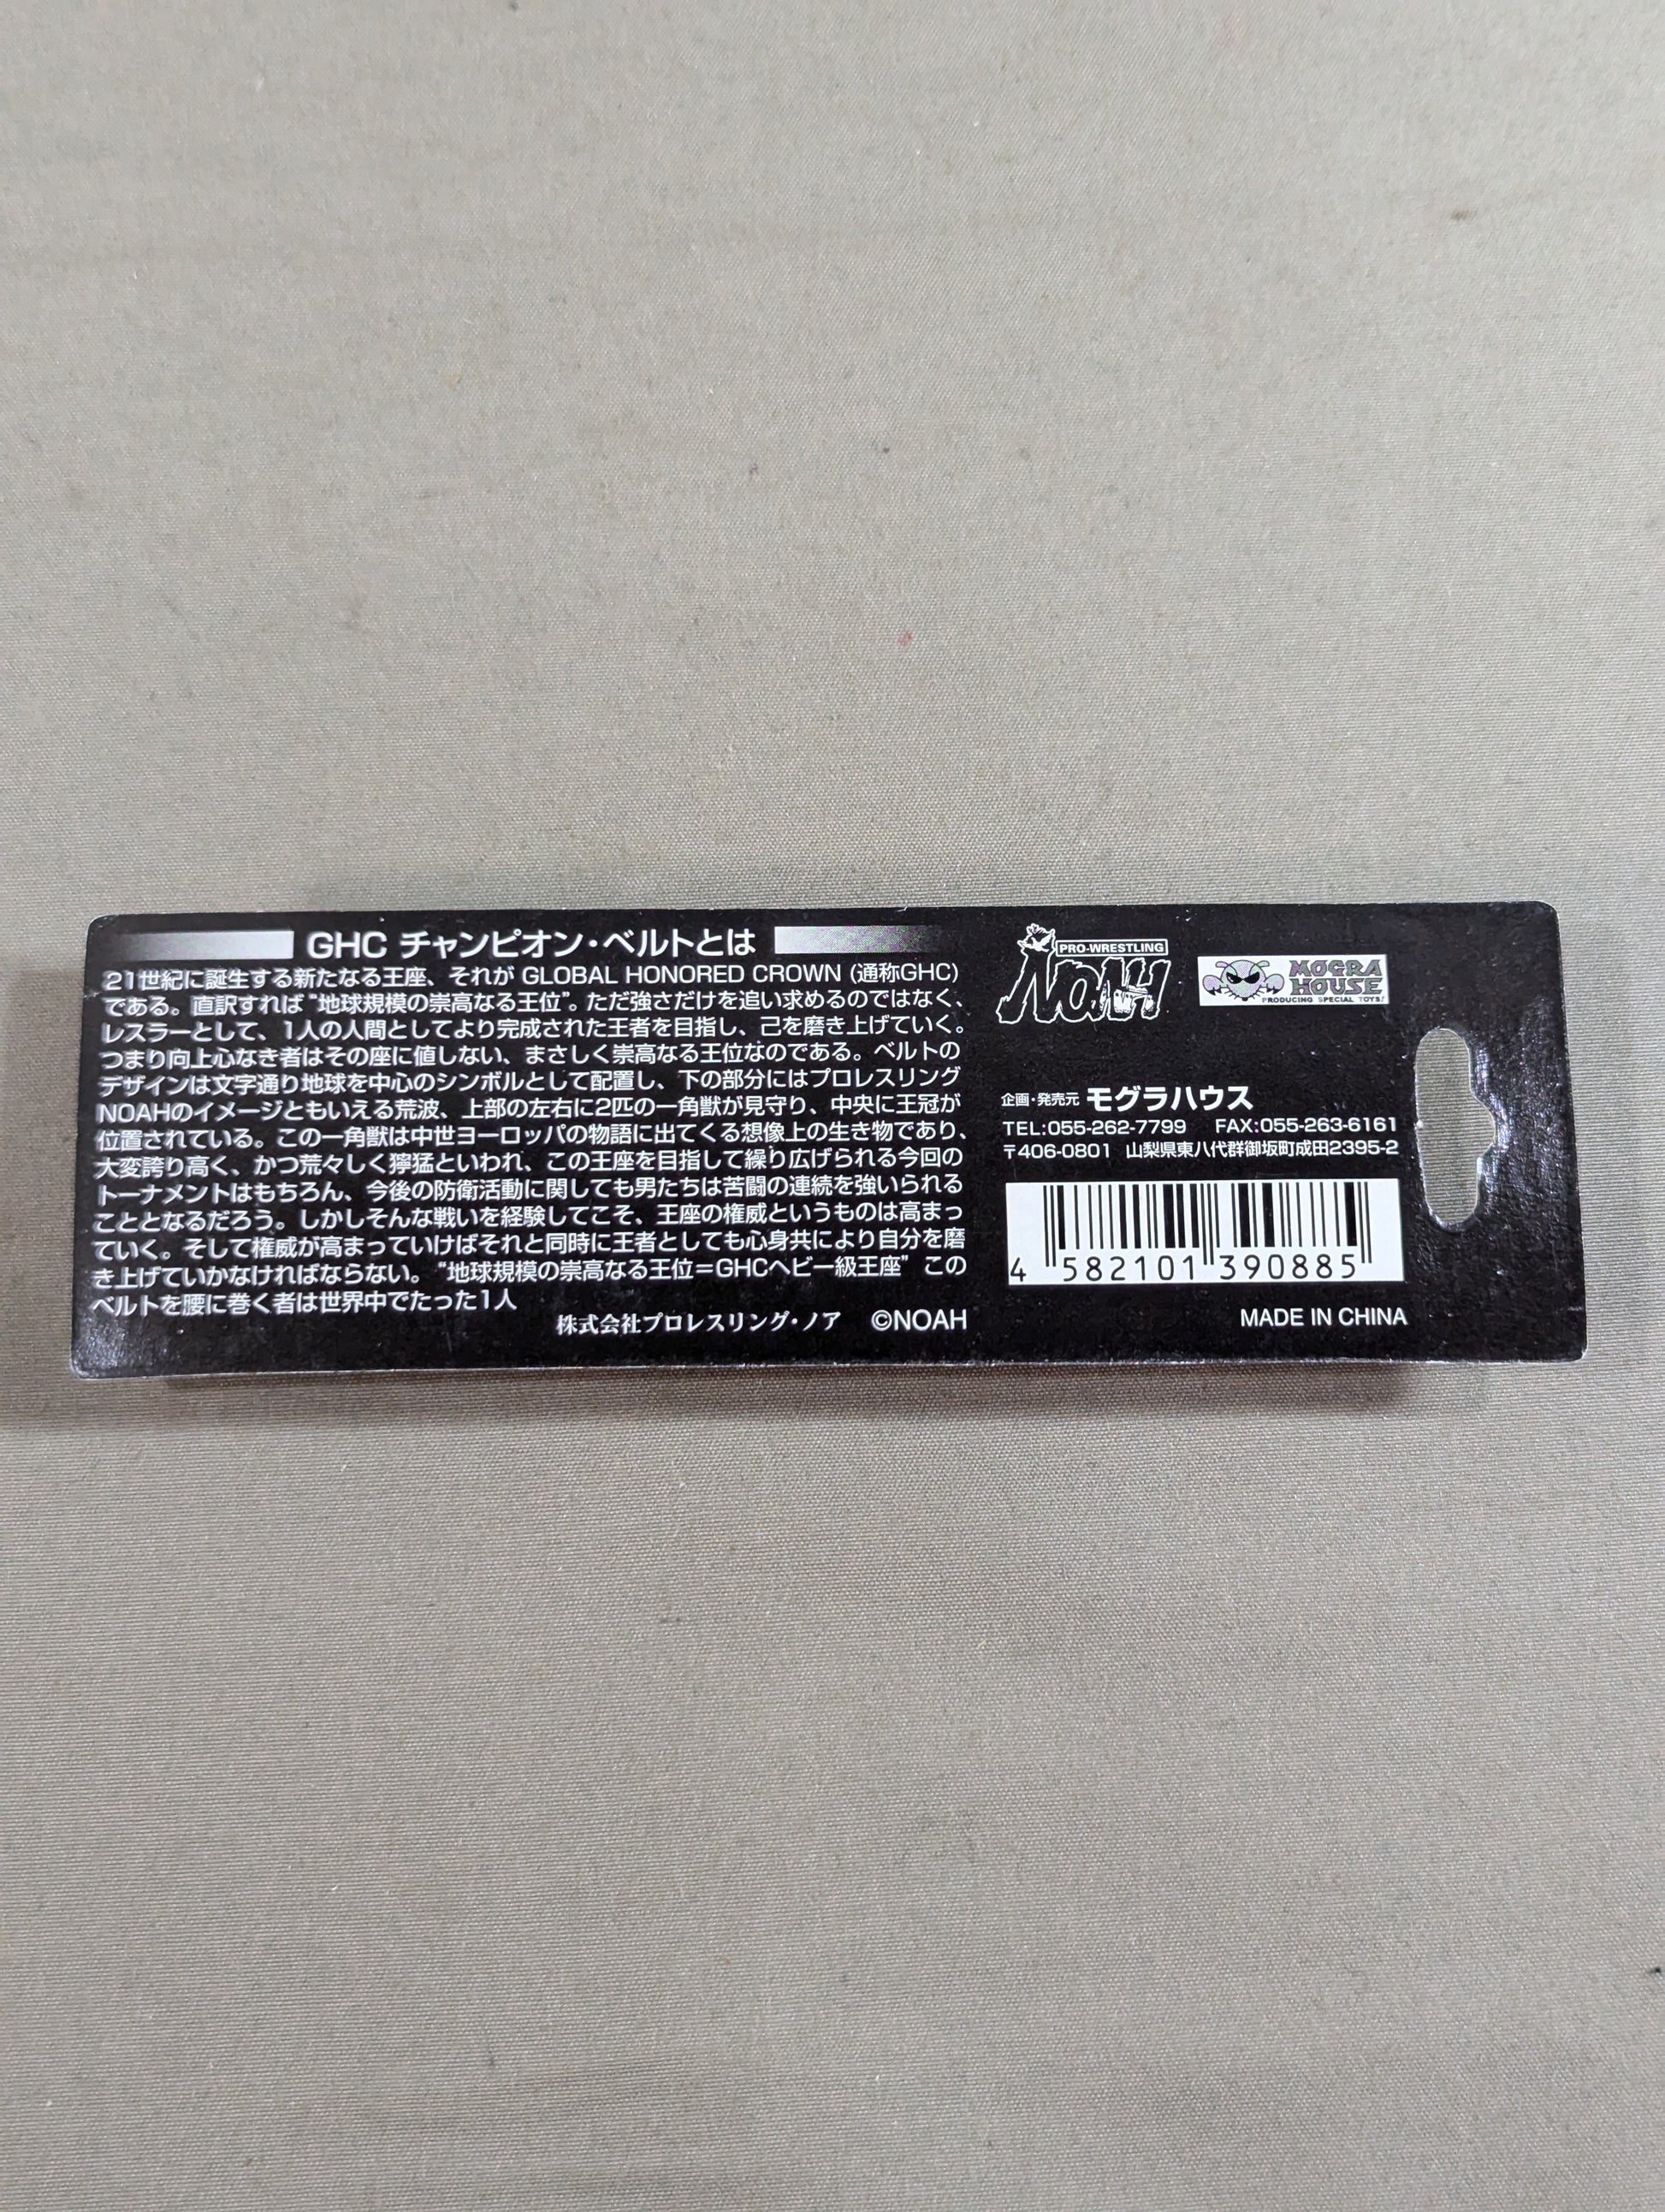 GHC チャンピオン・ベルトとは
21世紀に誕生する新たなる王座、それが GLOBAL HONORED CROWN (通称GHC)
である。直訳すれば“地球規模の崇高なる王位”。ただ強さだけを追い求めるのではなく、
レスラーとして、1人の人間としてより完成された王者を目指し、己を磨き上げていく。
つまり向上心なき者はその座に値しない、まさしく崇高なる王位なのである。ベルトの
デザインは文字通り地球を中心のシンボルとして配置し、下の部分にはプロレスリング
NOAHのイメージともいえる荒波、上部の左右に2匹の一角獣が見守り、中央に王冠が
位置されている。この一角獣は中世ヨーロッパの物語に出てくる想像上の生き物であり、
大変誇り高く、かつ荒々しく獰猛といわれ、この王座を目指して繰り広げられる今回の
トーナメントはもちろん、今後の防衛活動に関しても男たちは苦闘の連続を強いられる
こととなるだろう。しかしそんな戦いを経験してこそ、王座の権威というものは高まっ
ていく。そして権威が高まっていけばそれと同時に王者としても心身共により自分を磨
き上げていかなければならない。“地球規模の崇高なる王位=GHCヘビー級王座”この
ベルトを腰に巻く者は世界中でたった1人
株式会社プロレスリング・ノア ©NOAH
PRO-WRESTLING
NOAH
MOGRA
HOUSE
PRODUCING SPECIAL TOYS!
企画・発売元 モグラハウス
TEL:055-262-7799 FAX:055-263-6161
〒406-0801 山梨県東八代群御坂町成田2395-2
4 582101 390885
MADE IN CHINA